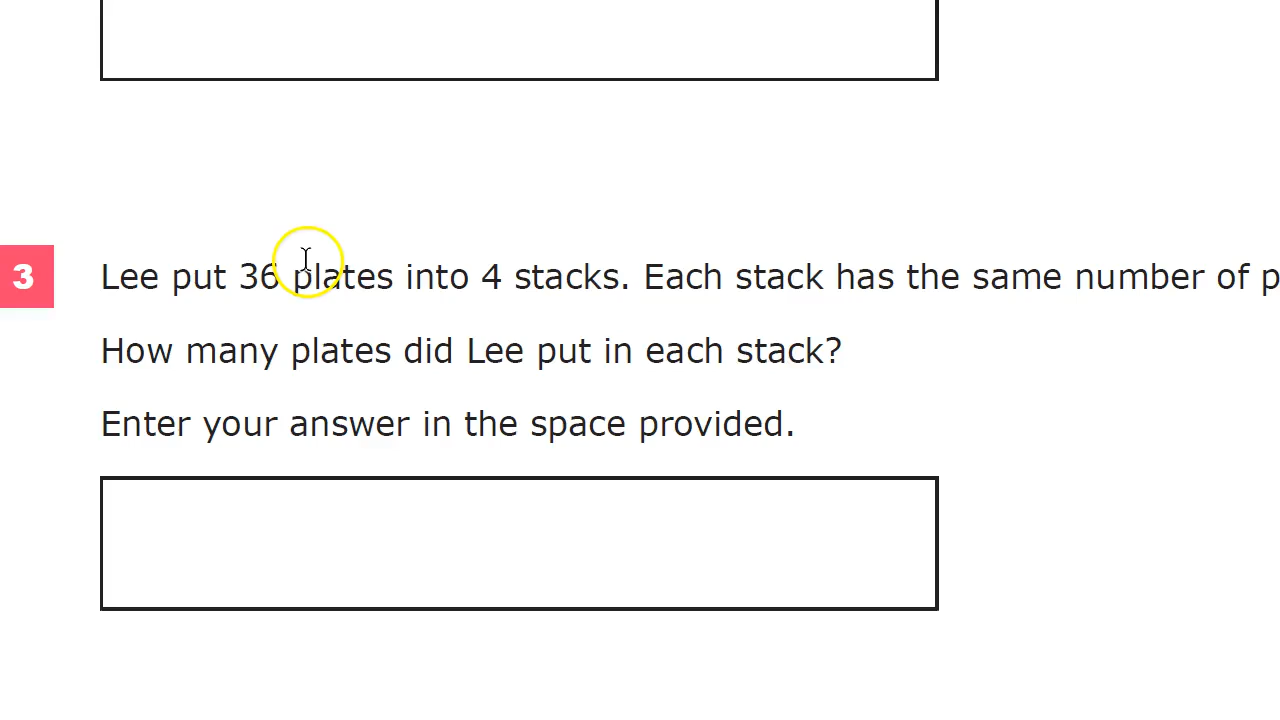 3
Lee put 36 plates into 4 stacks. Each stack has the same number of
How many plates did Lee put in each stack?
Enter your answer in the space provided.